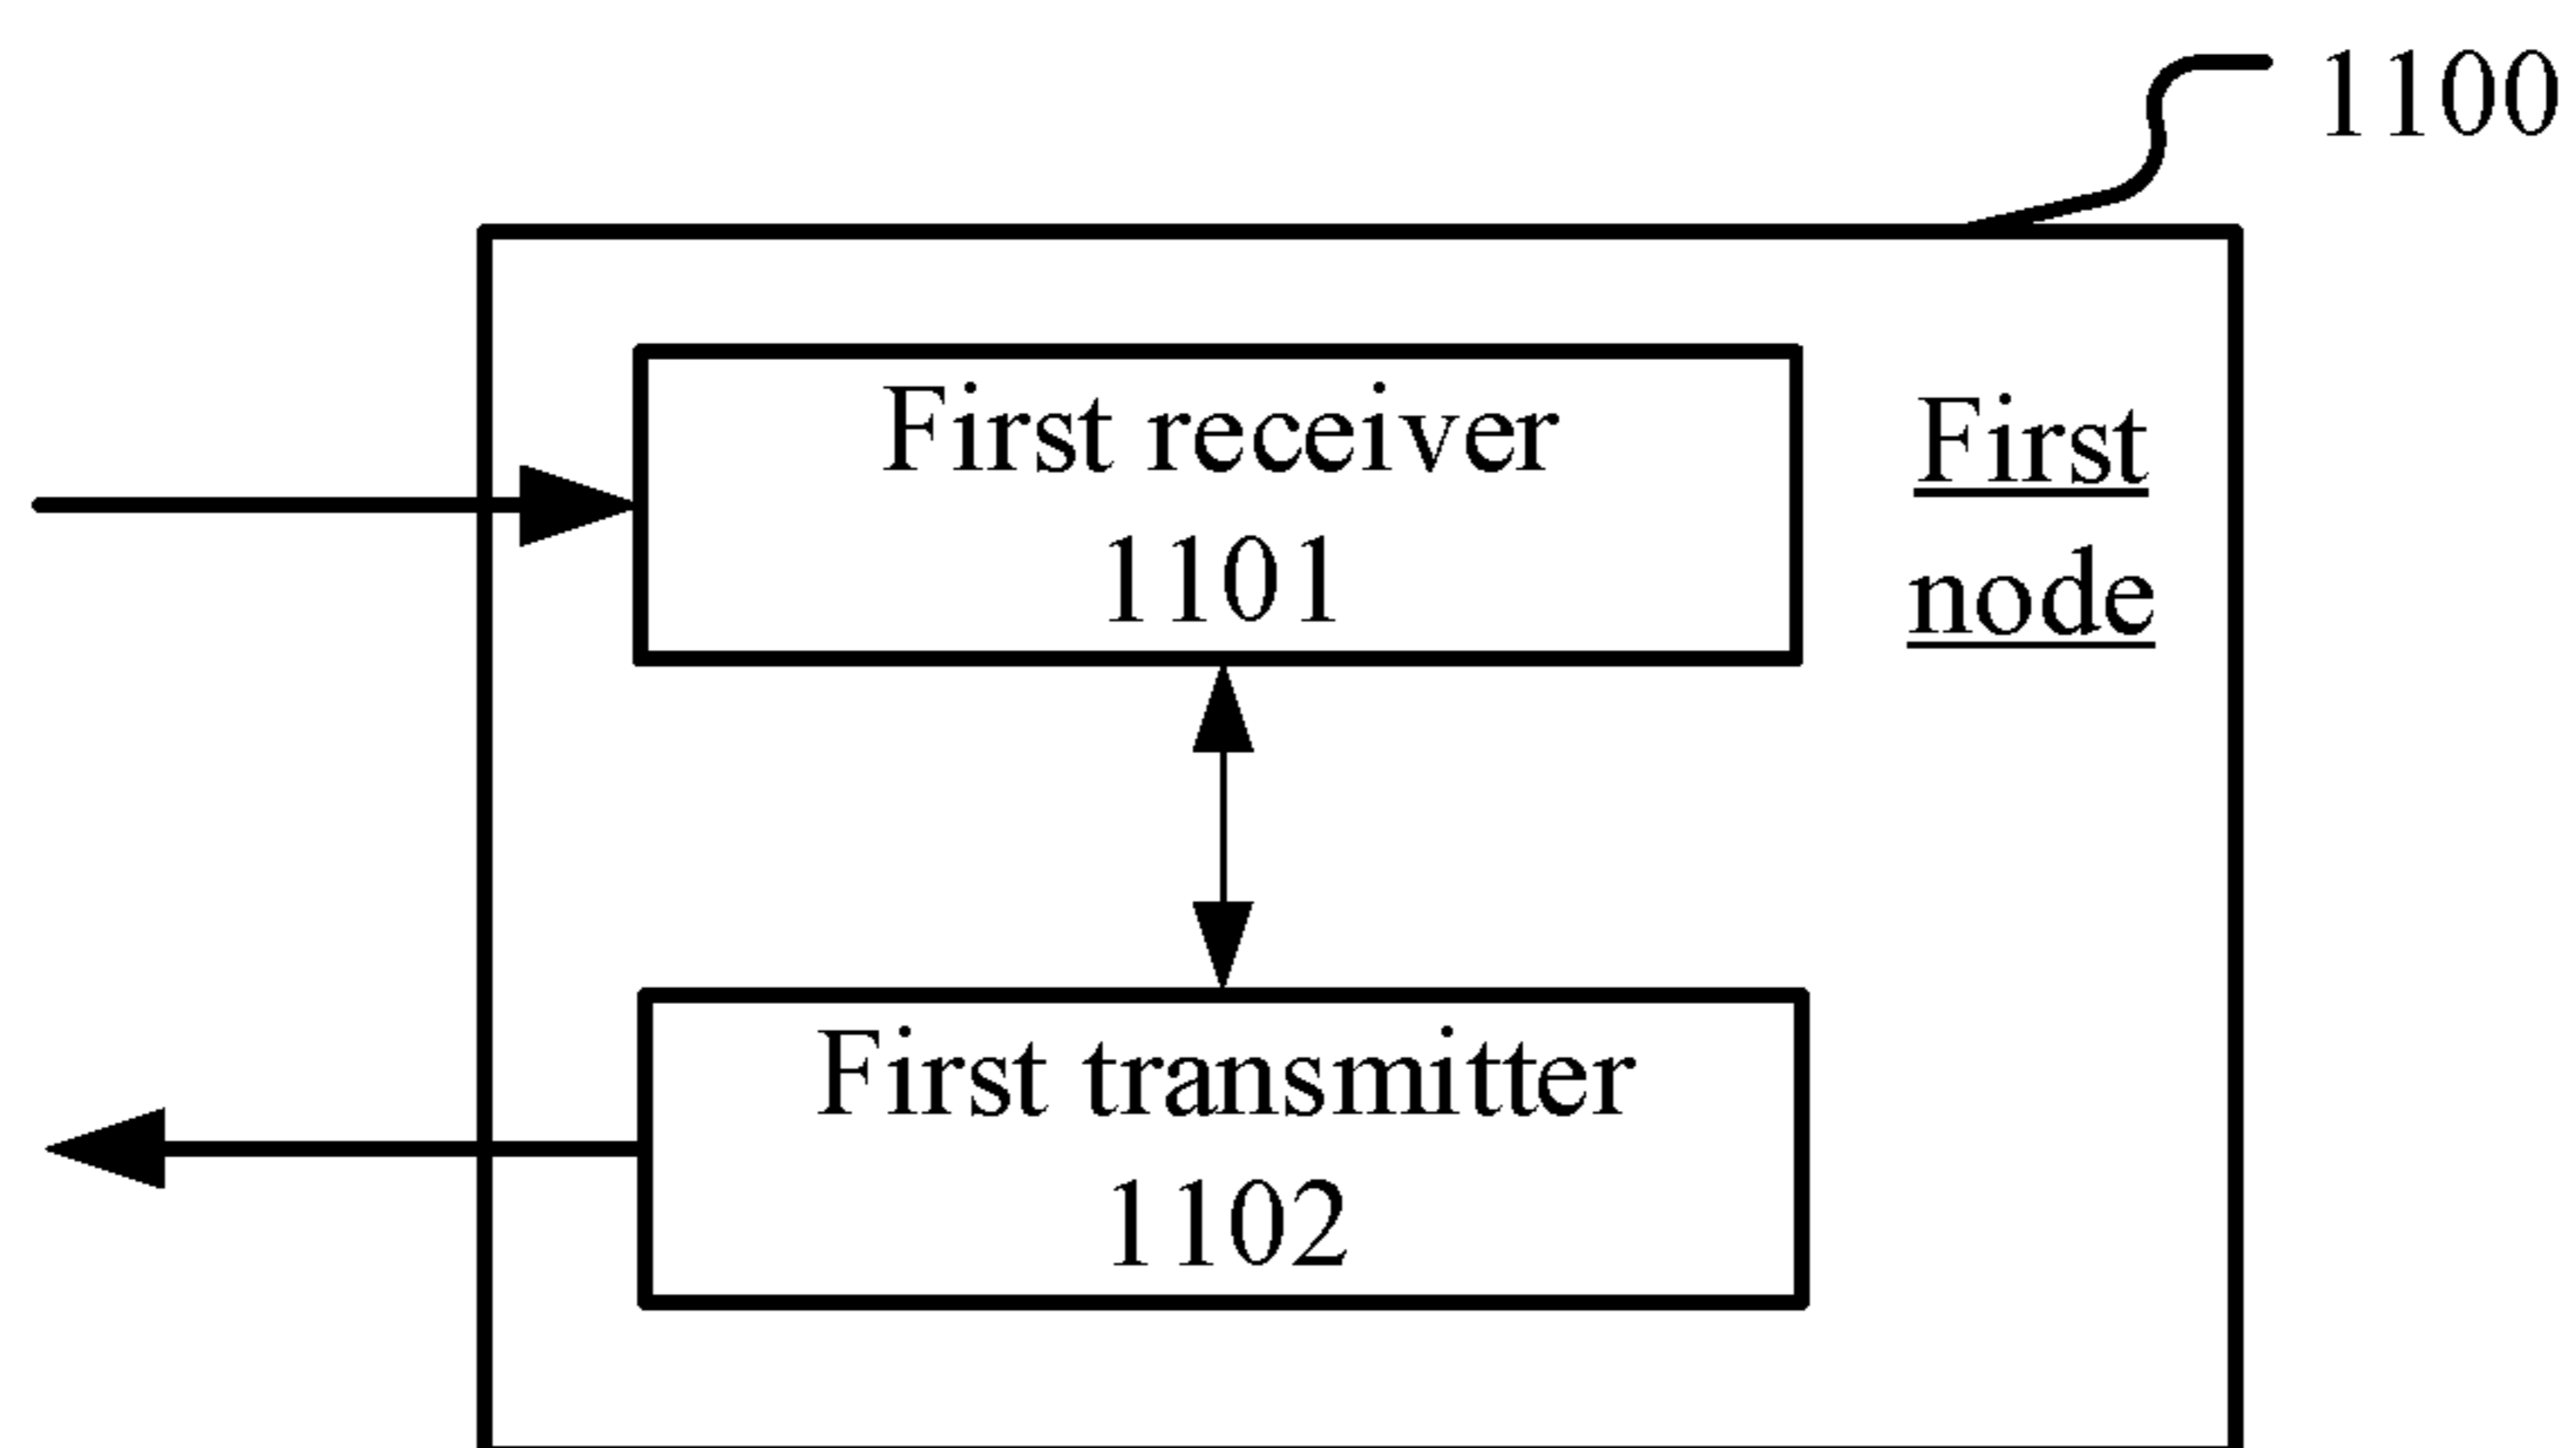 1100
First receiver
1101
First
node
First transmitter
1102